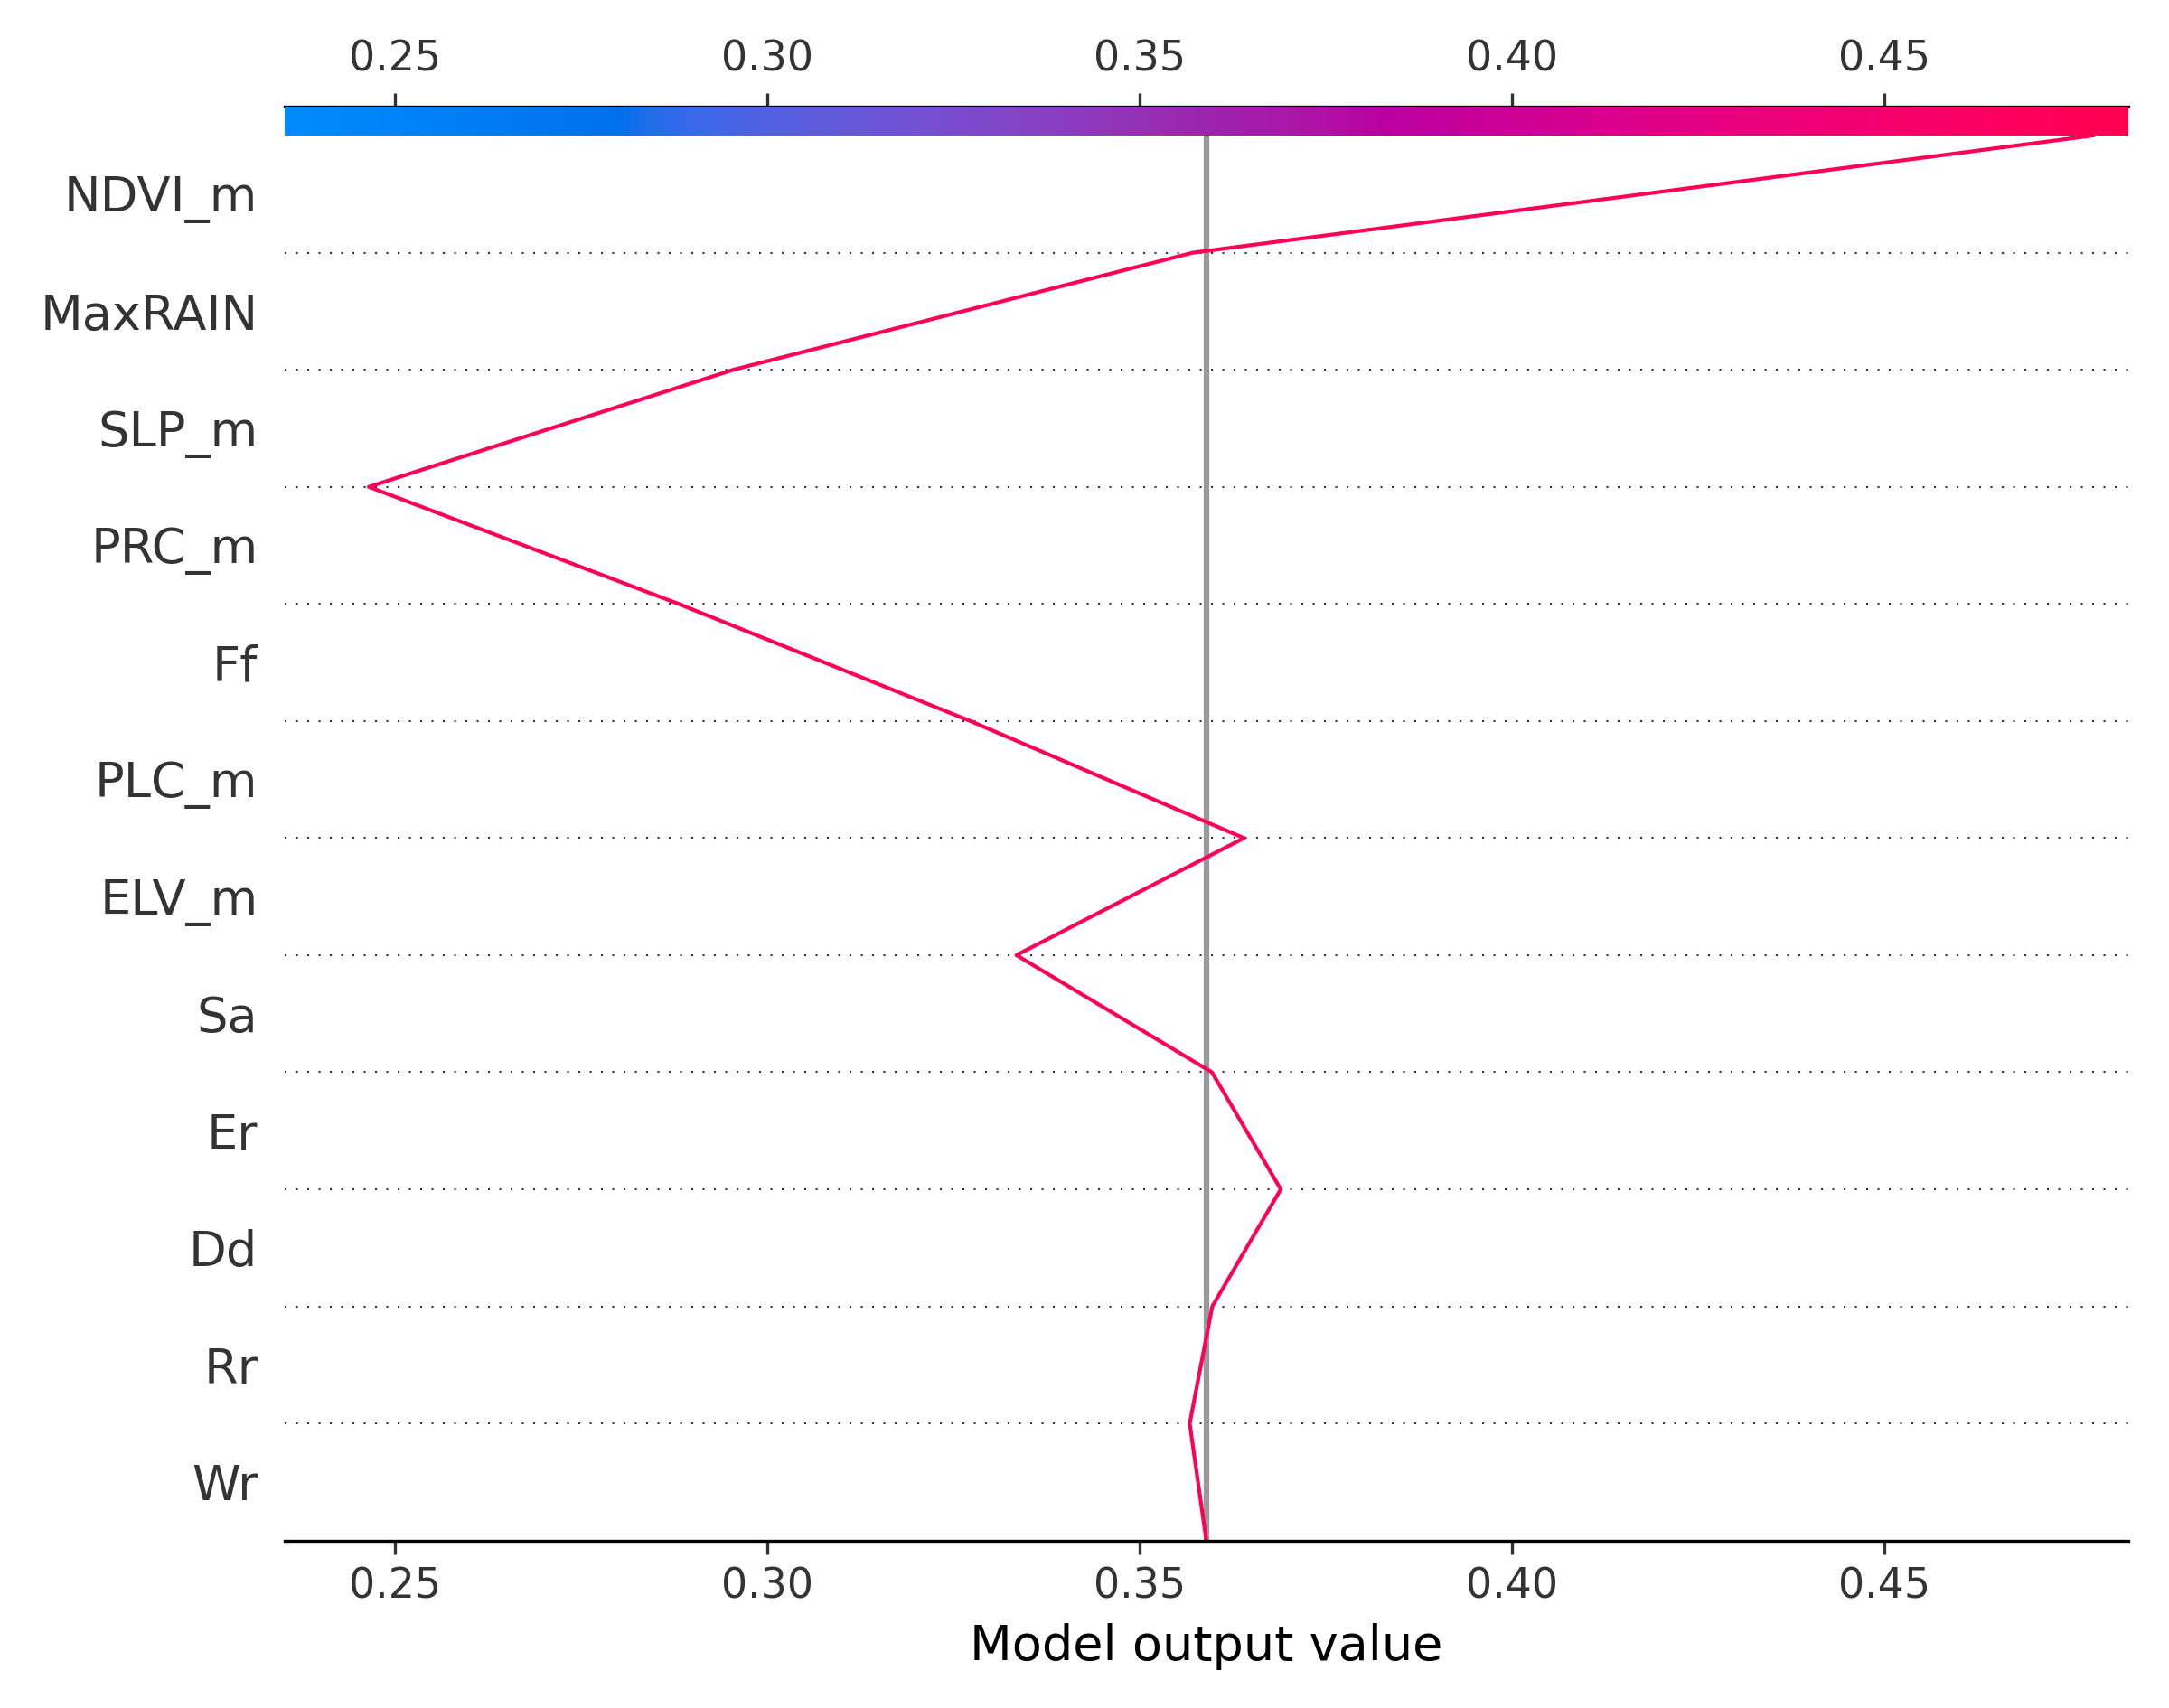 0.25 0.30 0.35 0.40 0.45
NDVI_m
MaxRAIN
SLP_m
PRC_m
Ff
PLC_m
ELV_m
Sa
Er
Dd
Rr
Wr
0.25 0.30 0.35 0.40 0.45
Model output value